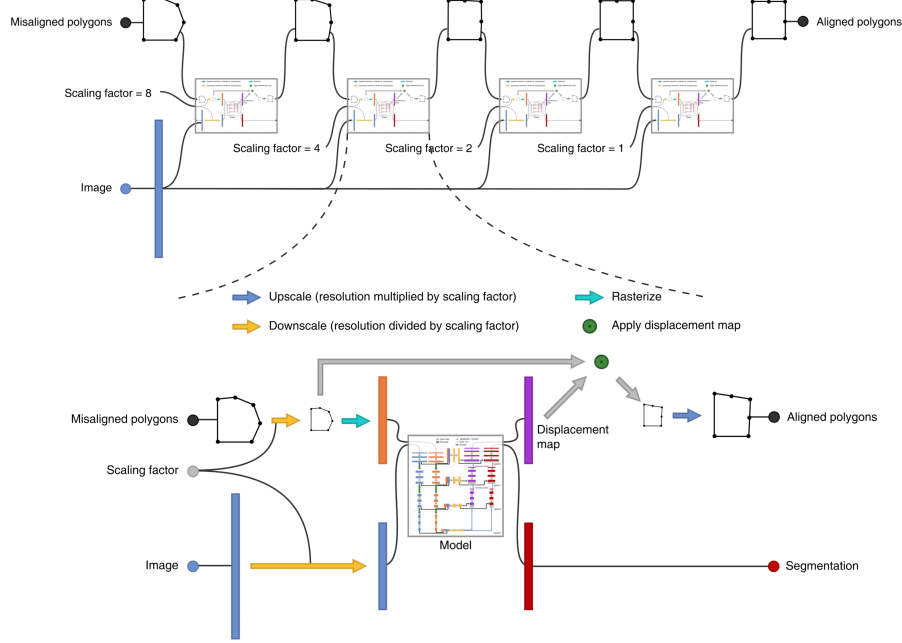 Misaligned polygons
Aligned polygons
Scaling factor = 8
Scaling factor = 4
Scaling factor = 2
Scaling factor = 1
Image
Upscale (resolution multiplied by scaling factor)
Rasterize
Downscale (resolution divided by scaling factor)
Apply displacement map
Misaligned polygons
Displacement
map
Aligned polygons
Scaling factor
Model
Image
Segmentation